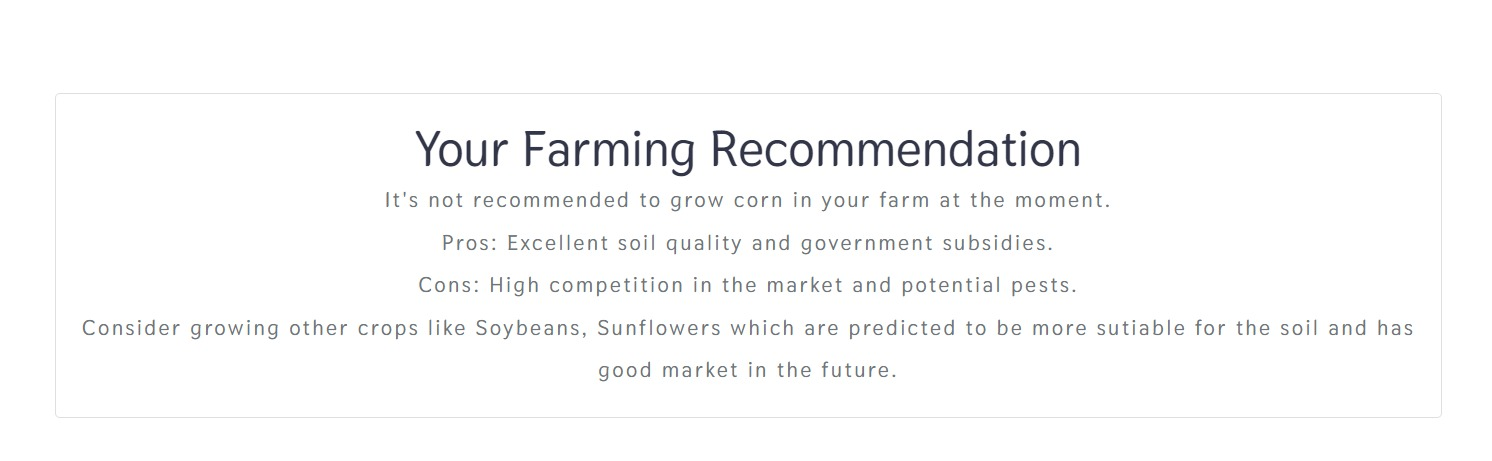 Your Farming Recommendation
It's not recommended to grow corn in your farm at the moment.
Pros: Excellent soil quality and government subsidies.
Cons: High competition in the market and potential pests.
Consider growing other crops like Soybeans, Sunflowers which are predicted to be more sutiable for the soil and has
good market in the future.